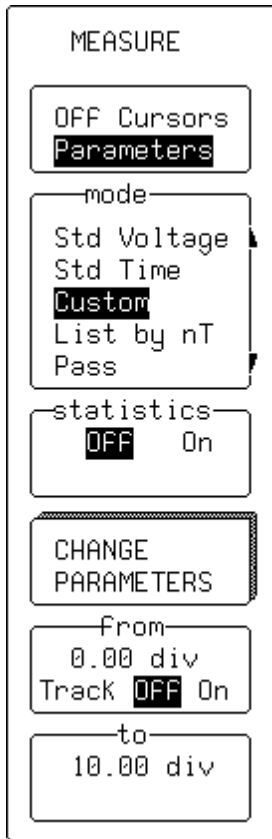 MEASURE
OFF Cursors
Parameters
mode
Std Voltage
Std Time
Custom
List by nT
Pass
statistics
OFF On
CHANGE
PARAMETERS
from
0.00 div
Track OFF On
to
10.00 div